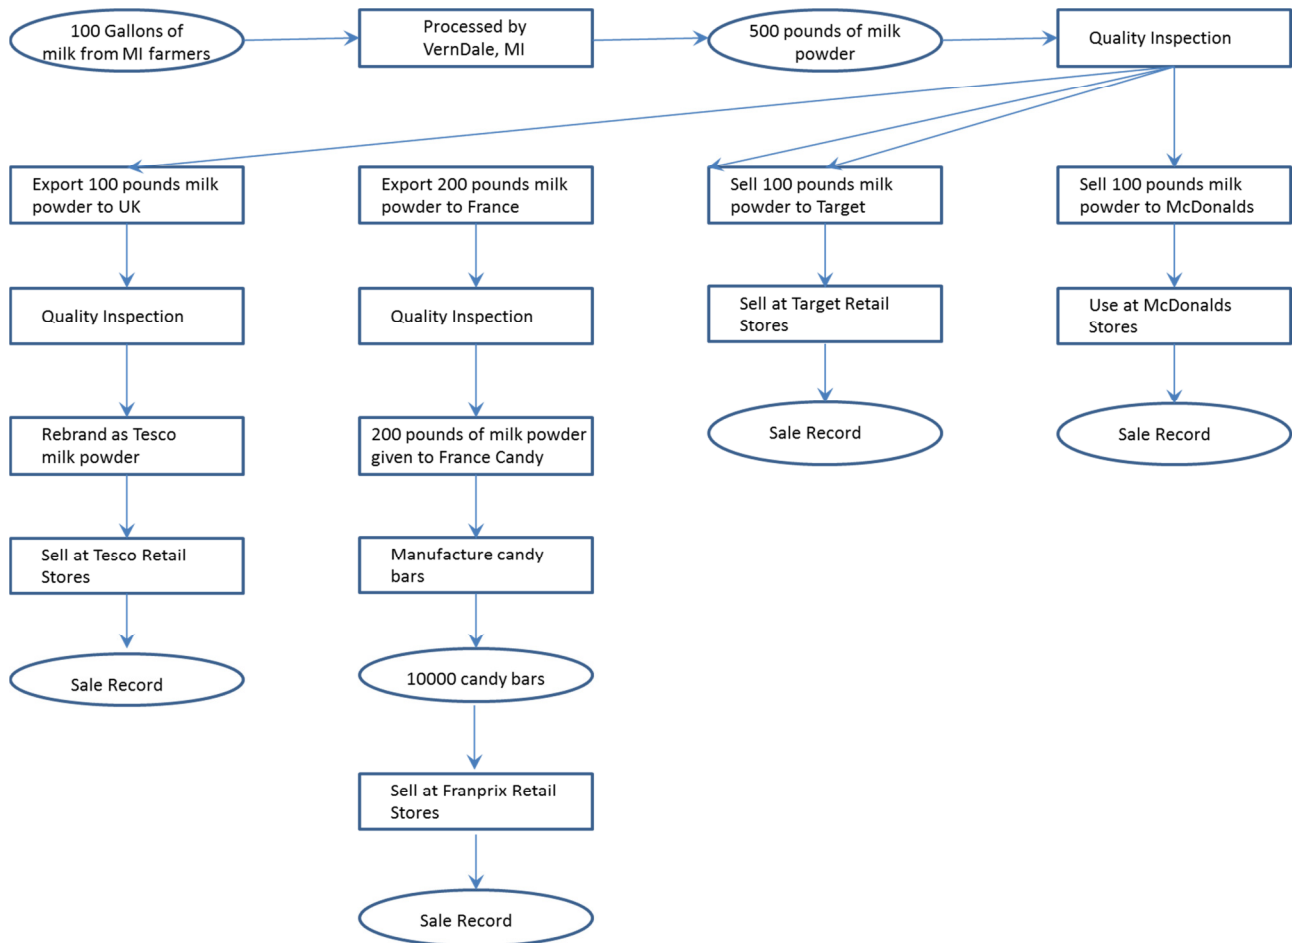 100 Gallons of
milk from MI farmers
Processed by
VernDale, MI
500 pounds of milk
powder
Quality Inspection
Export 100 pounds milk
powder to UK
Export 200 pounds milk
powder to France
Sell 100 pounds milk
powder to Target
Sell 100 pounds milk
powder to McDonalds
Quality Inspection
Quality Inspection
Sell at Target Retail
Stores
Use at McDonalds
Stores
Rebrand as Tesco
milk powder
200 pounds of milk powder
given to France Candy
Sale Record
Sale Record
Sell at Tesco Retail
Stores
Manufacture candy
bars
Sale Record
10000 candy bars
Sell at Franprix Retail
Stores
Sale Record